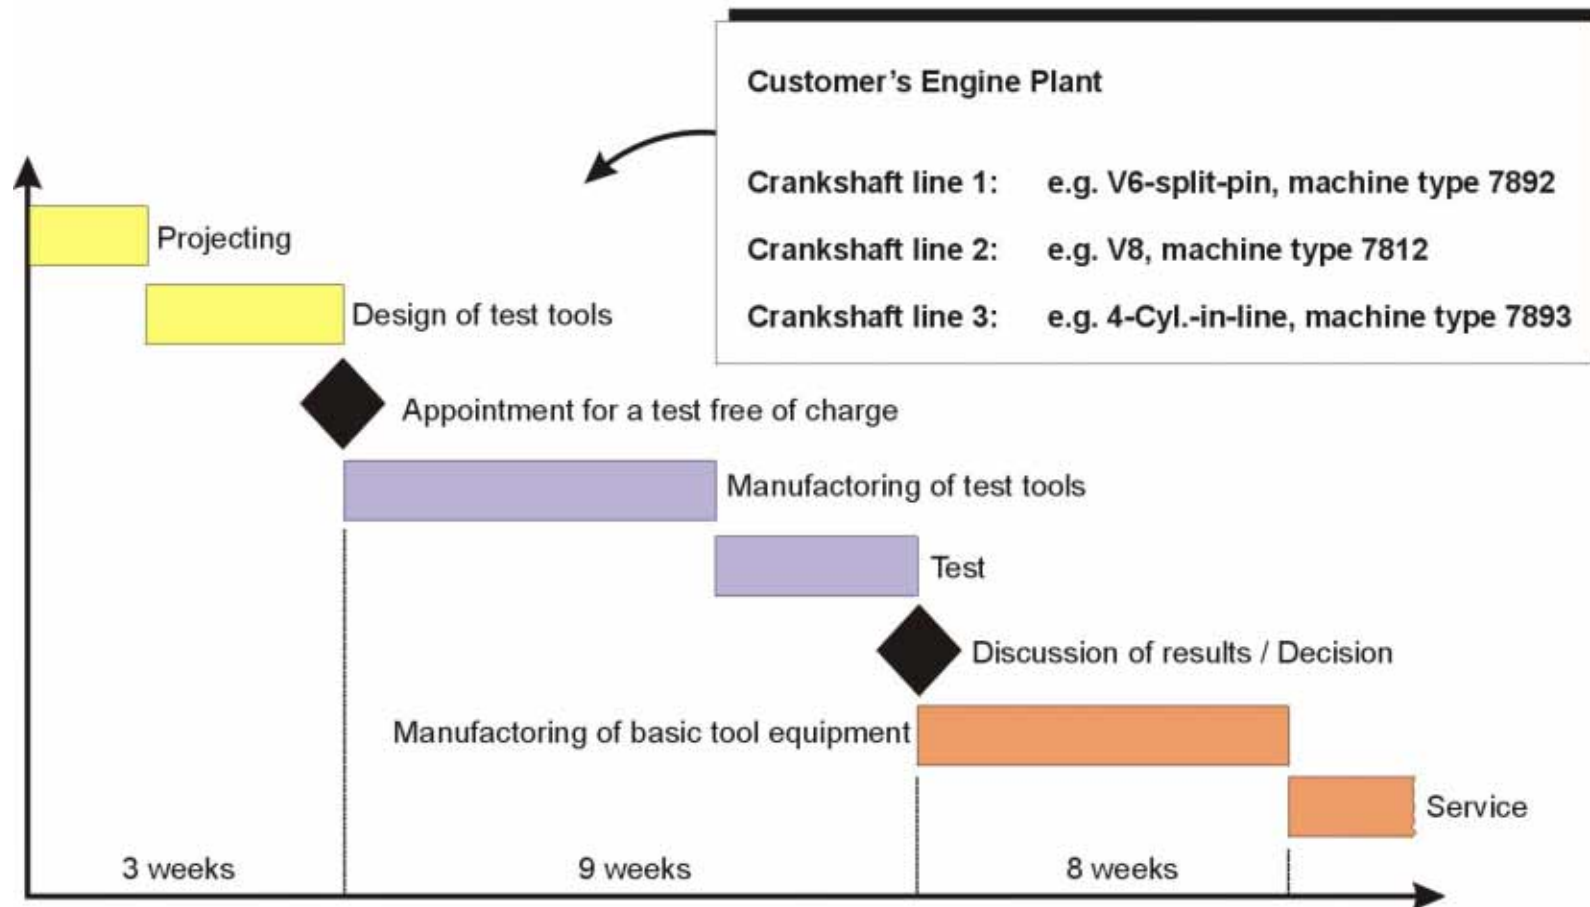 Customer's Engine Plant
Crankshaft line 1: e.g. V6-split-pin, machine type 7892
Crankshaft line 2: e.g. V8, machine type 7812
Crankshaft line 3: e.g. 4-Cyl.-in-line, machine type 7893
Projecting
Design of test tools
Appointment for a test free of charge
Manufactoring of test tools
Test
Discussion of results / Decision
Manufactoring of basic tool equipment
Service
3 weeks
9 weeks
8 weeks